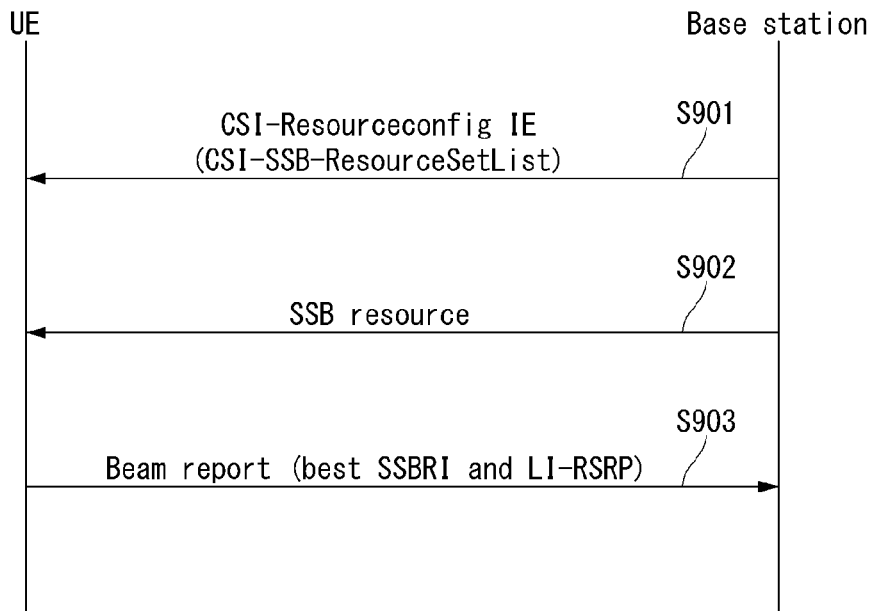 UE
Base station
S901
CSI-Resourceconfig IE
(CSI-SSB-ResourceSetList)
S902
SSB resource
S903
Beam report (best SSBRI and LI-RSRP)